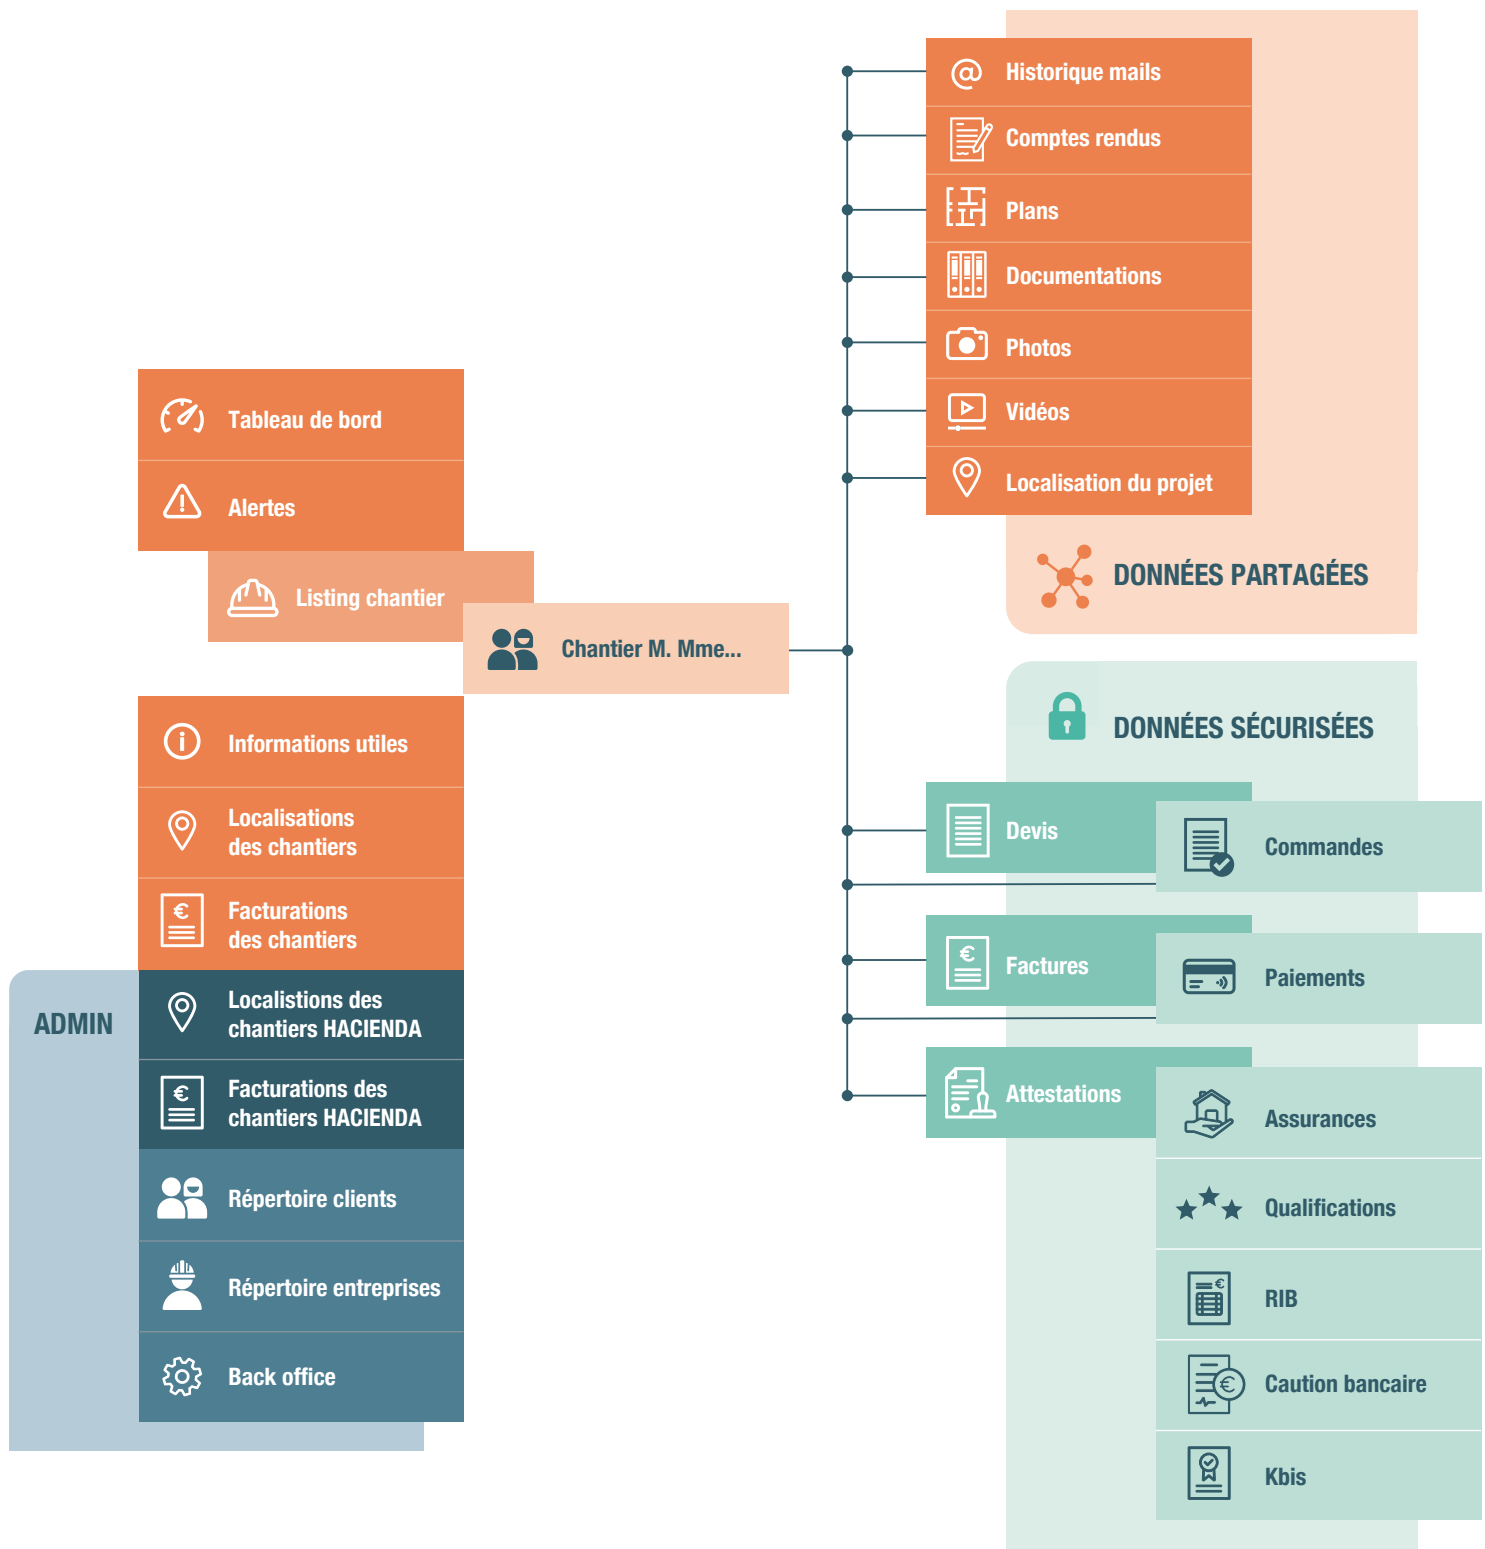 Tableau de bord
Alertes
Listing chantier
Chantier M. Mme...
Informations utiles
Localisations
des chantiers
Facturations
des chantiers
ADMIN
Localistions des
chantiers HACIENDA
Facturations des
chantiers HACIENDA
Répertoire clients
Répertoire entreprises
Back office
@ Historique mails
Comptes rendus
Plans
Documentations
Photos
Vidéos
Localisation du projet
DONNÉES PARTAGÉES
DONNÉES SÉCURISÉES
Devis
Commandes
Factures
Paiements
Attestations
Assurances
Qualifications
RIB
Caution bancaire
Kbis